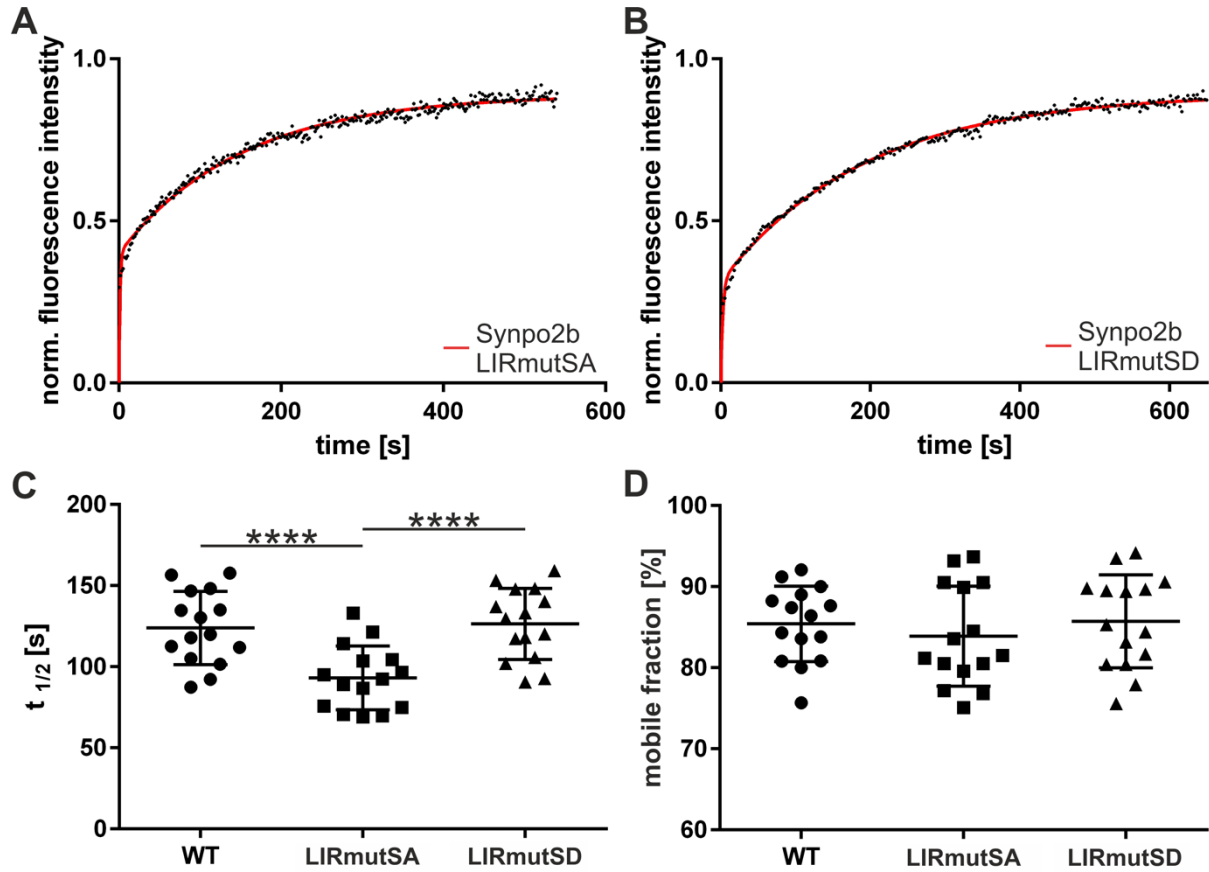 A
norm. fluorescence intenstity
1.0
0.5
0.0
0 200 400 600
time [s]
Synpo2b
LIRmutSA
B
norm. fluorescence intenstity
1.0
0.5
0.0
0 200 400 600
time [s]
Synpo2b
LIRmutSD
C
t 1/2 [s]
200
150
100
50
0
**** ****
WT LIRmutSA LIRmutSD
D
mobile fraction [%]
100
90
80
70
60
WT LIRmutSA LIRmutSD